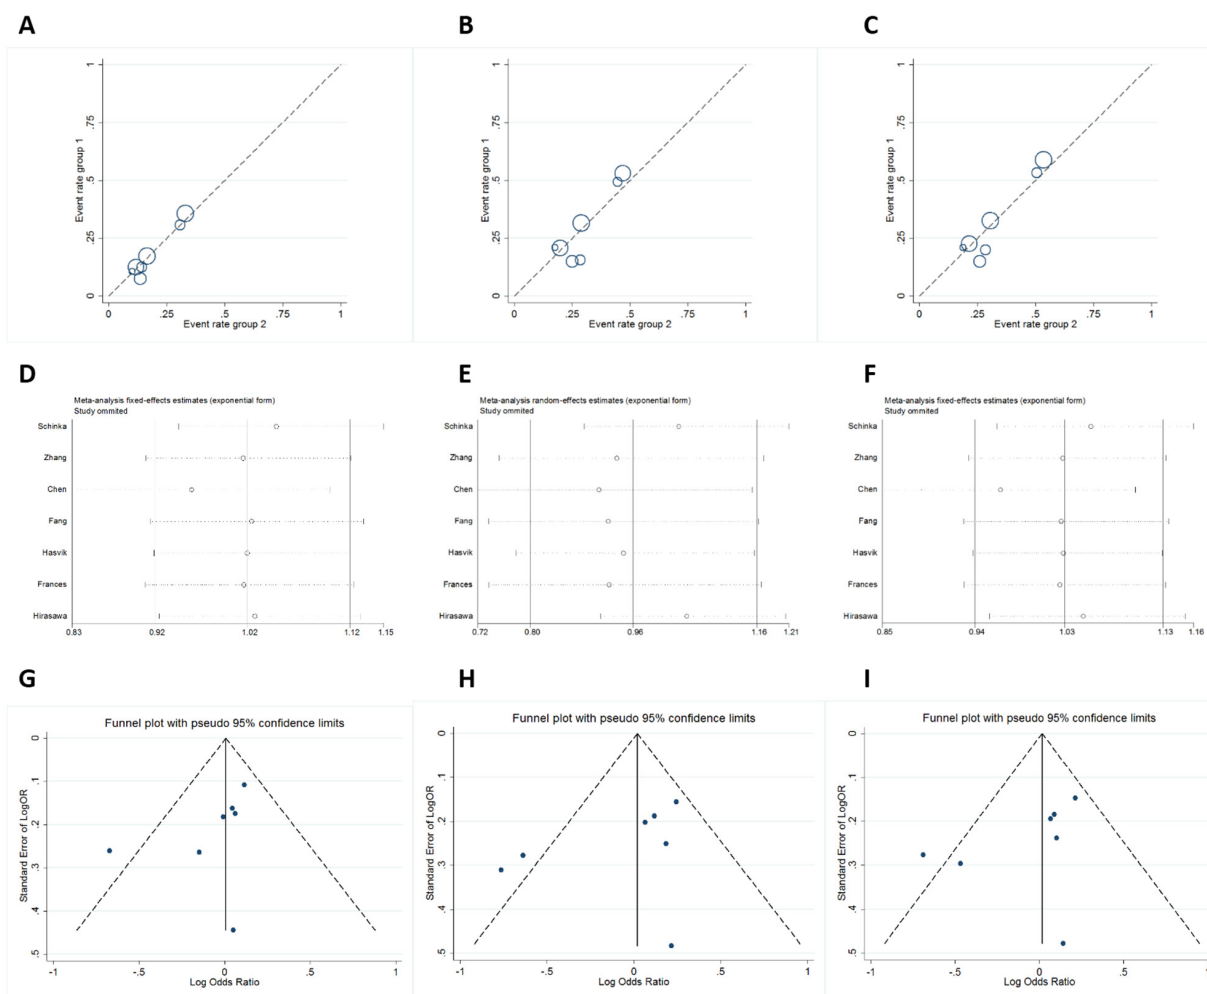 A
B
C
1
.75
.5
.25
0
Event rate group 1
0 .25 .5 .75 1
Event rate group 2
1
.75
.5
.25
0
Event rate group 1
0 .25 .5 .75 1
Event rate group 2
1
.75
.5
.25
0
Event rate group 1
0 .25 .5 .75 1
Event rate group 2
D
Meta-analysis fixed-effects estimates (exponential form)
Study ommited
Schinka
Zhang
Chen
Fang
Hasvik
Frances
Hirasawa
0.83 0.92 1.02 1.12 1.15
E
Meta-analysis random-effects estimates (exponential form)
Study ommited
Schinka
Zhang
Chen
Fang
Hasvik
Frances
Hirasawa
0.72 0.80 0.96 1.16 1.21
F
Meta-analysis fixed-effects estimates (exponential form)
Study ommited
Schinka
Zhang
Chen
Fang
Hasvik
Frances
Hirasawa
0.85 0.94 1.03 1.13 1.16
G
Funnel plot with pseudo 95% confidence limits
0
.1
.2
.3
.4
.5
Standard Error of LogOR
-1 -.5 0 .5 1
Log Odds Ratio
H
Funnel plot with pseudo 95% confidence limits
0
.1
.2
.3
.4
.5
Standard Error of LogOR
-1 -.5 0 .5 1
Log Odds Ratio
I
Funnel plot with pseudo 95% confidence limits
0
.1
.2
.3
.4
.5
Standard Error of LogOR
-1 -.5 0 .5 1
Log Odds Ratio